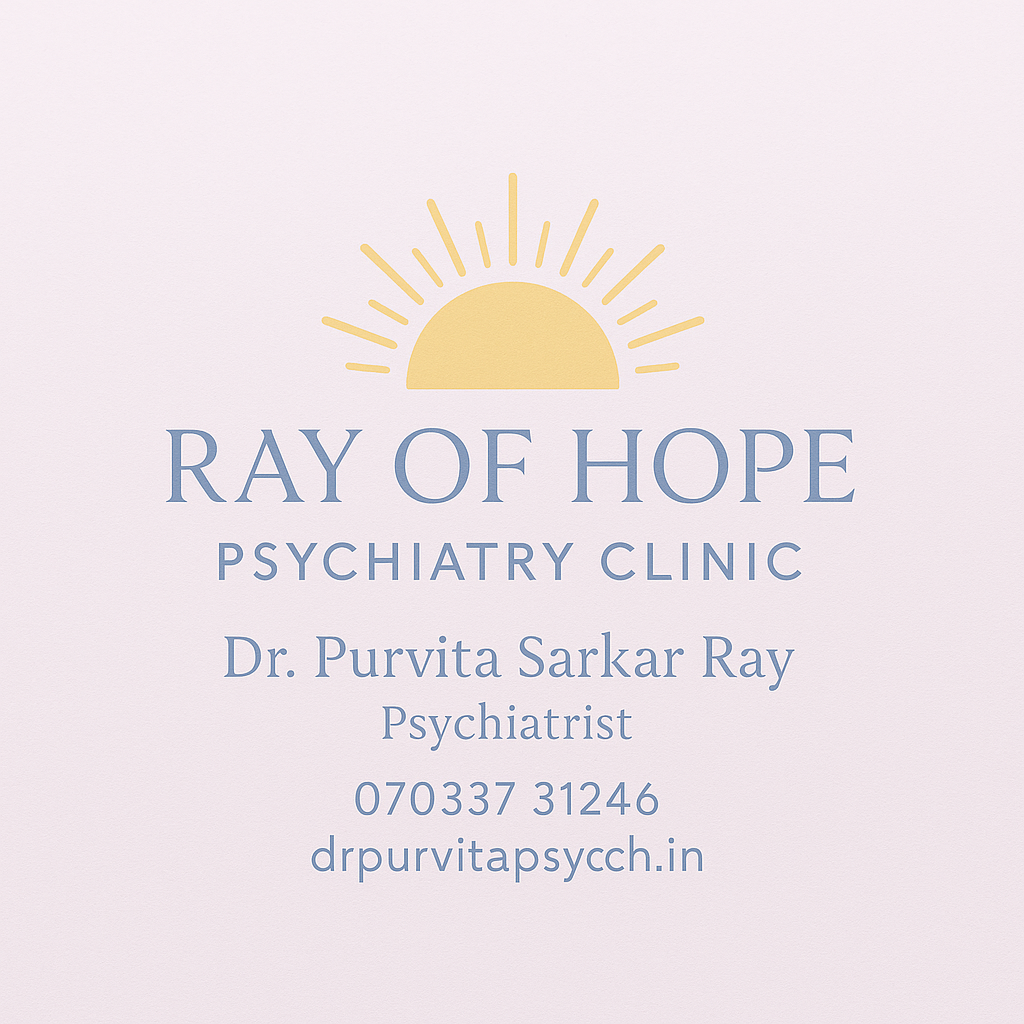 RAY OF HOPE
PSYCHIATRY CLINIC
Dr. Purvita Sarkar Ray
Psychiatrist
070337 31246
drpurvitapsycch.in